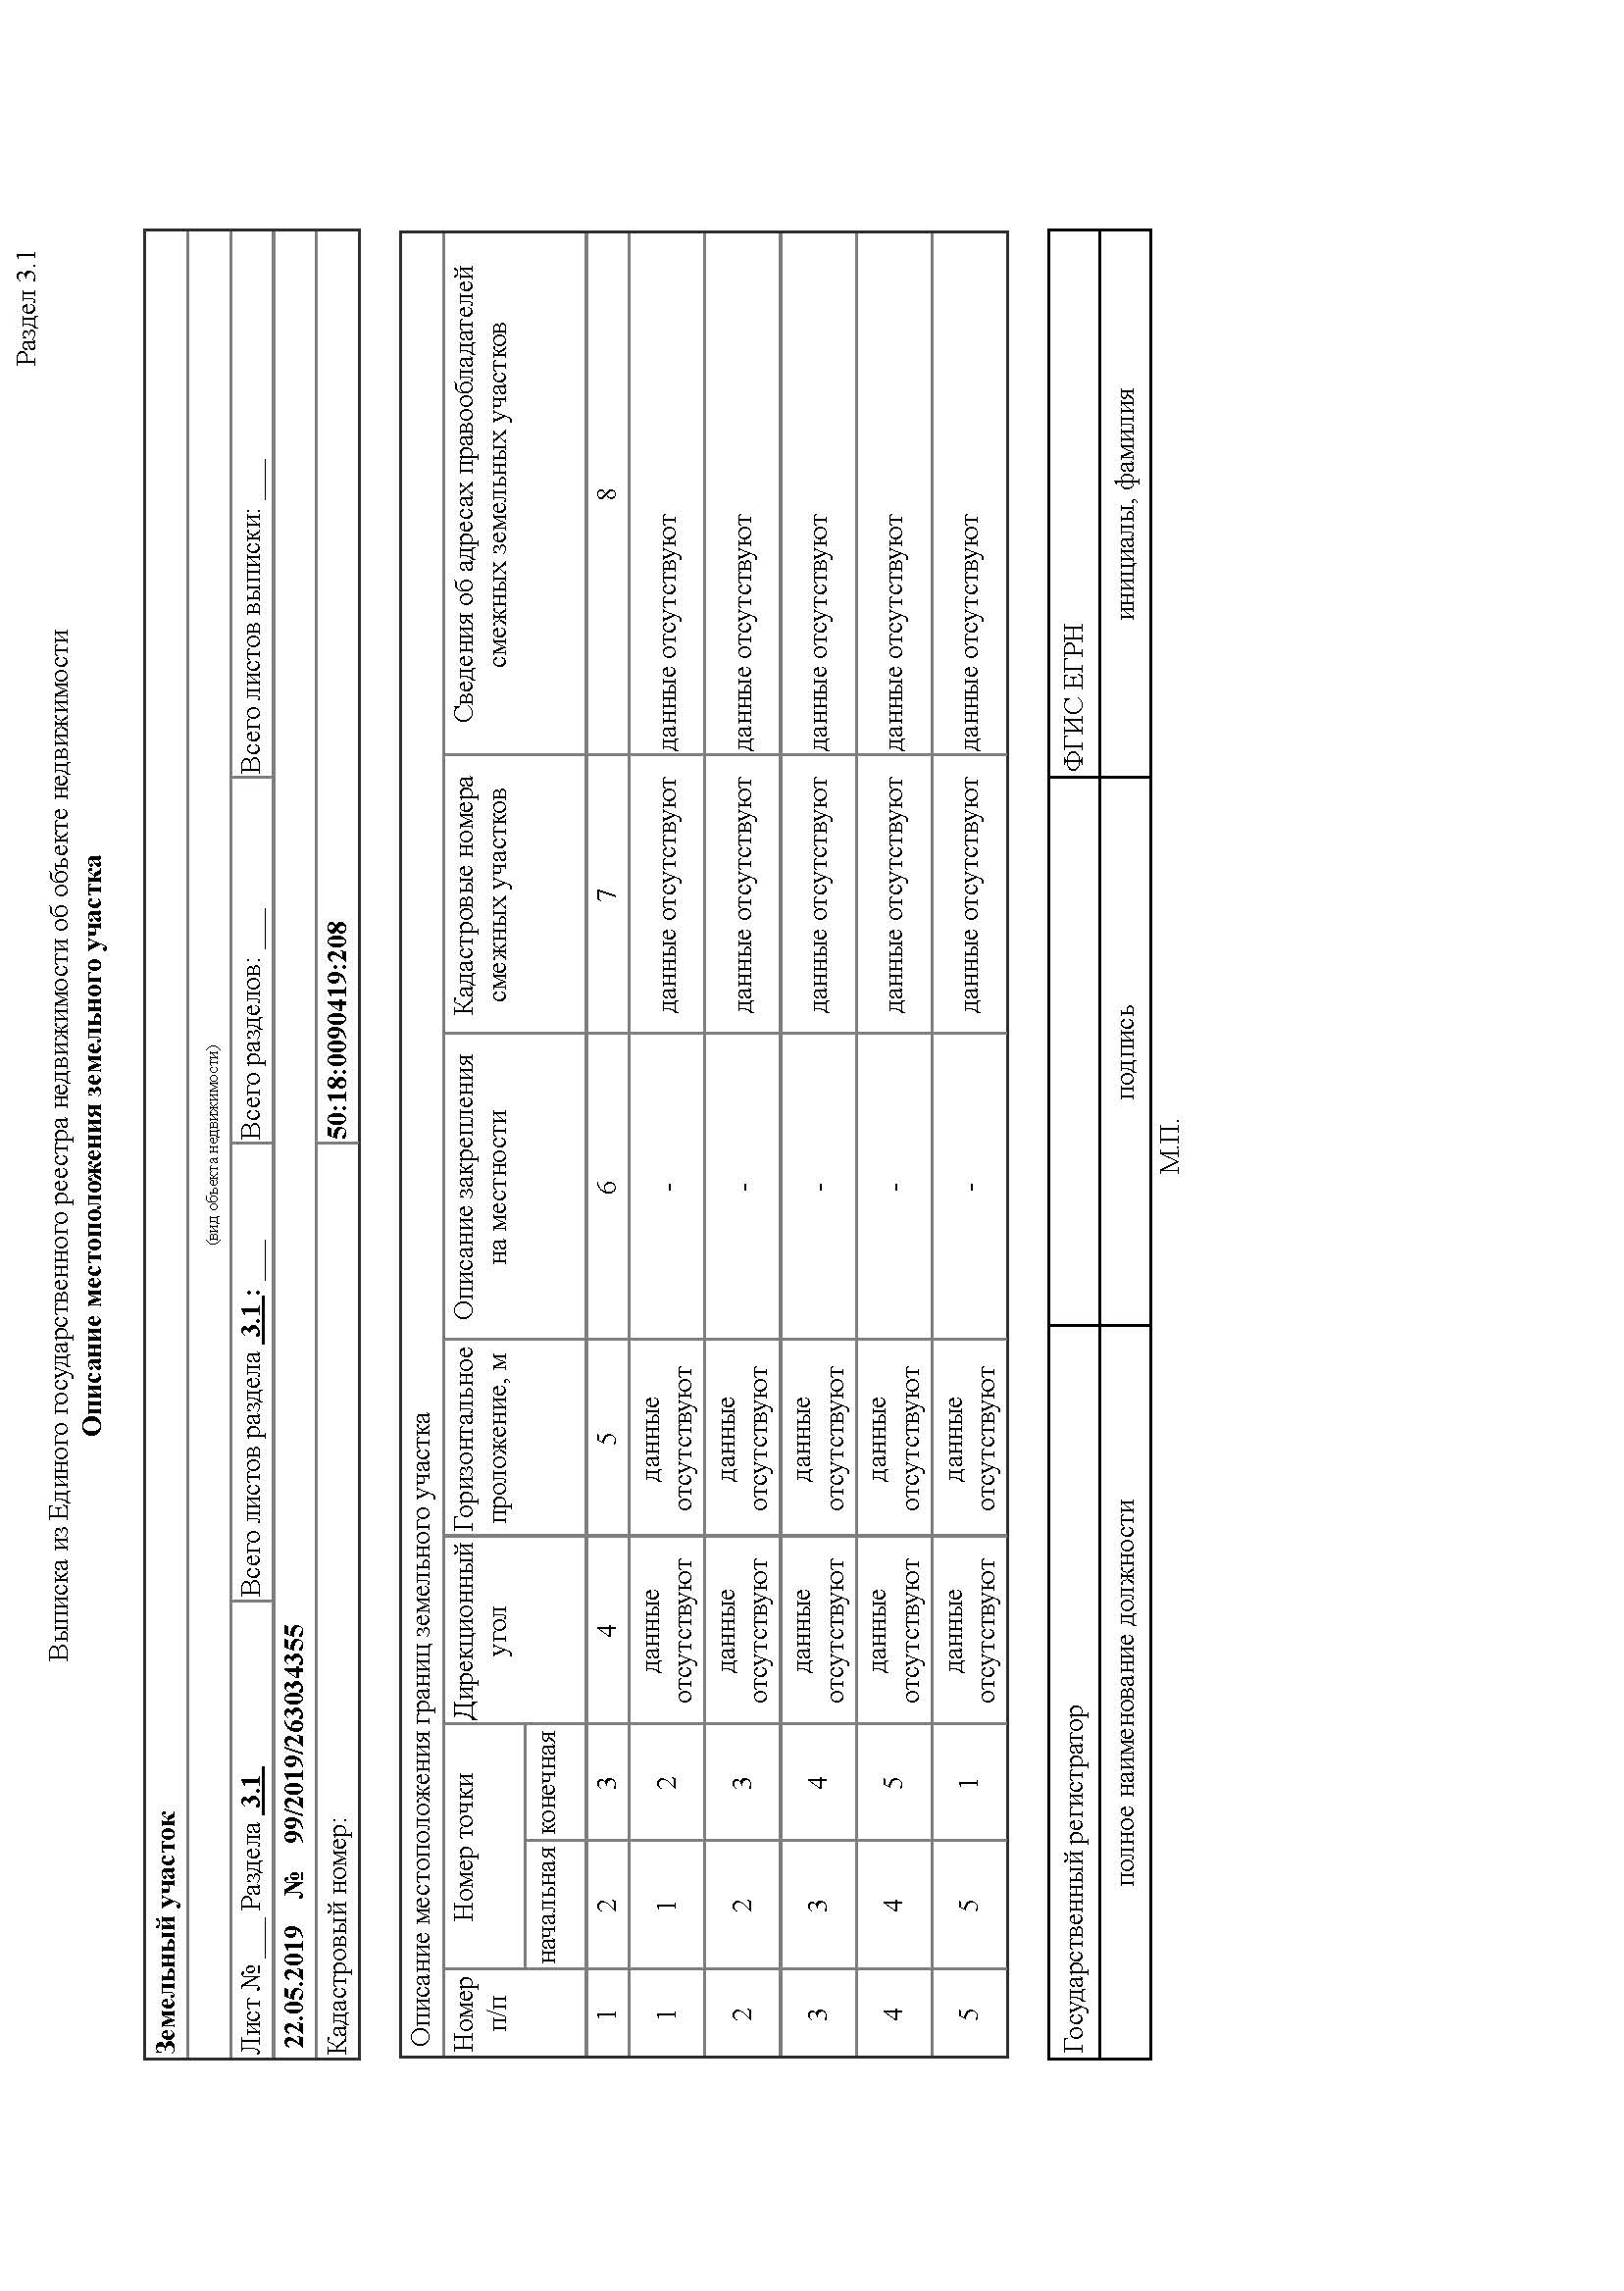 Раздел 3.1
Выписка из Единого государственного реестра недвижимости об объекте недвижимости
Описание местоположения земельного участка
Земельный участок
(вид объекта недвижимости)
Лист № ___ Раздела 3.1 Всего листов раздела 3.1 : ___ Всего разделов: ___ Всего листов выписки: ___
22.05.2019 № 99/2019/263034355
Кадастровый номер: 50:18:0090419:208
Описание местоположения границ земельного участка
Номер п/п Номер точки Дирекционный угол Горизонтальное проложение, м Описание закрепления на местности Кадастровые номера смежных участков Сведения об адресах правообладателей смежных земельных участков
начальная конечная
1 2 3 4 5 6 7 8
1 1 2 данные отсутствуют данные отсутствуют - данные отсутствуют данные отсутствуют
2 2 3 данные отсутствуют данные отсутствуют - данные отсутствуют данные отсутствуют
3 3 4 данные отсутствуют данные отсутствуют - данные отсутствуют данные отсутствуют
4 4 5 данные отсутствуют данные отсутствуют - данные отсутствуют данные отсутствуют
5 5 1 данные отсутствуют данные отсутствуют - данные отсутствуют данные отсутствуют
Государственный регистратор ФГИС ЕГРН
полное наименование должности подпись инициалы, фамилия
М.П.